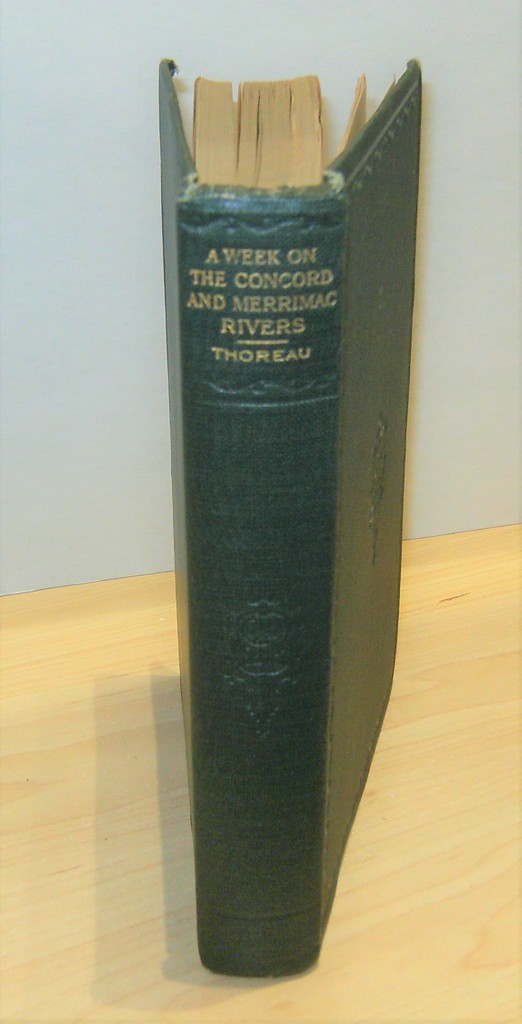 A WEEK ON
THE CONCORD
AND MERRIMAC
RIVERS
THOREAU